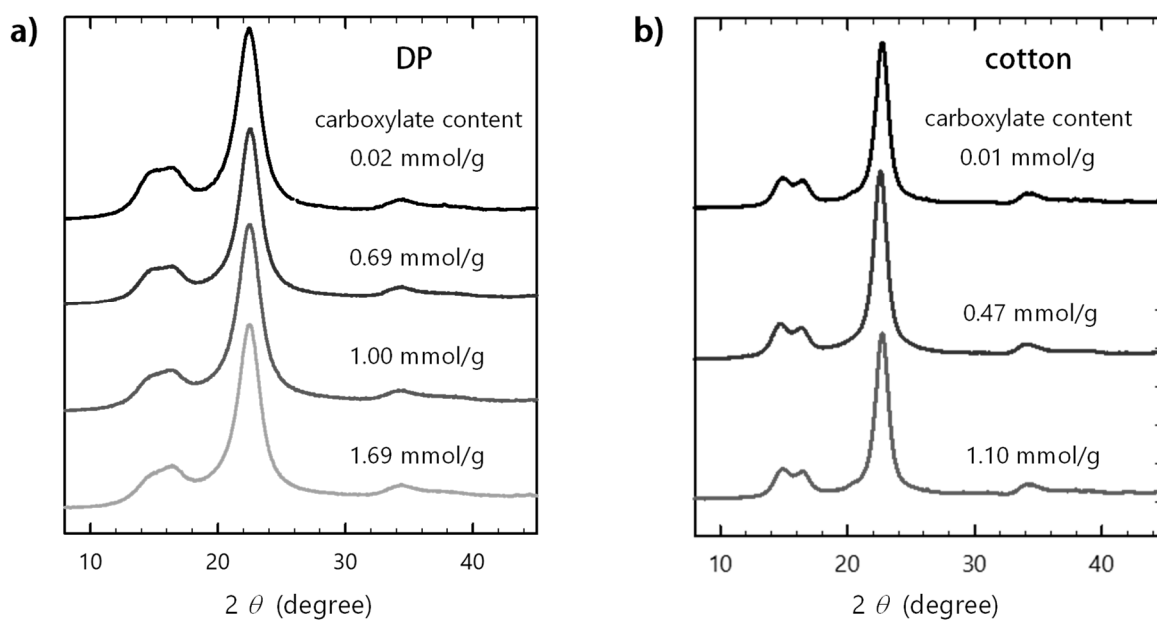 a)
DP
carboxylate content
0.02 mmol/g
0.69 mmol/g
1.00 mmol/g
1.69 mmol/g
10 20 30 40
2 θ (degree)
b)
cotton
carboxylate content
0.01 mmol/g
0.47 mmol/g
1.10 mmol/g
10 20 30 40
2 θ (degree)